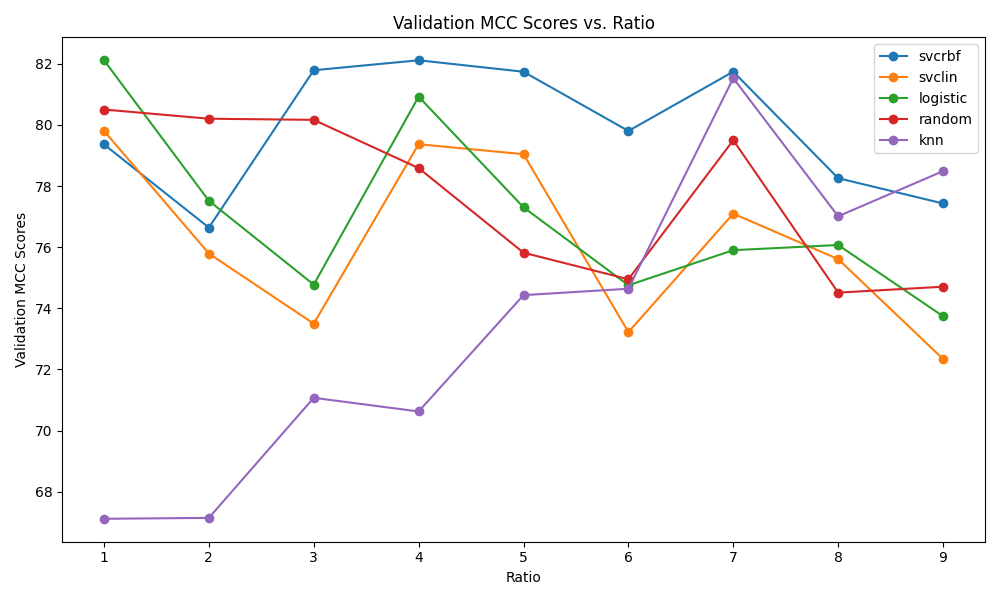 Validation MCC Scores vs. Ratio
82
80
78
76
74
72
70
68
Validation MCC Scores
svcrbf
svclin
logistic
random
knn
1 2 3 4 5 6 7 8 9
Ratio